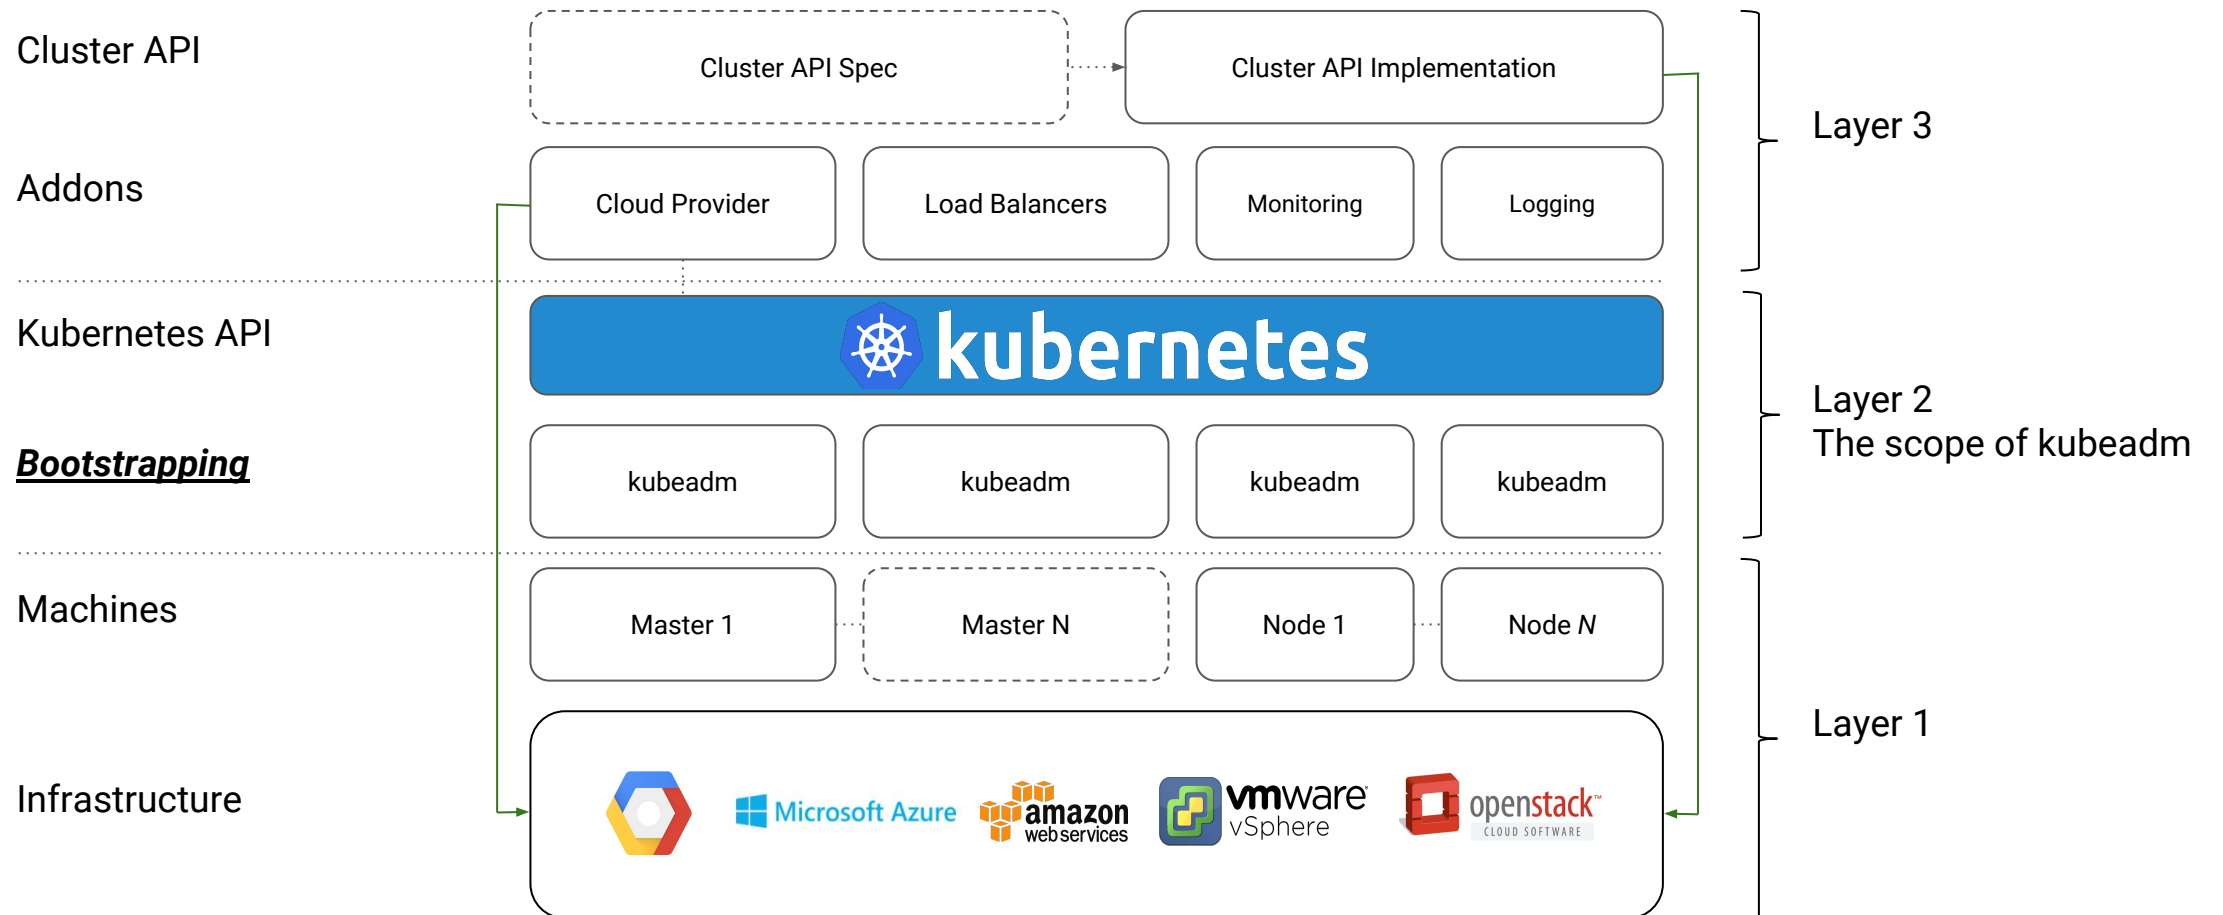 Cluster API
Cluster API Spec
Cluster API Implementation
Layer 3
Addons
Cloud Provider
Load Balancers
Monitoring
Logging
Kubernetes API
kubernetes
Layer 2
The scope of kubeadm
Bootstrapping
kubeadm
kubeadm
kubeadm
kubeadm
Machines
Master 1
Master N
Node 1
Node N
Layer 1
Infrastructure
Microsoft Azure
amazon
web services
vmware
vSphere
openstack™
CLOUD SOFTWARE